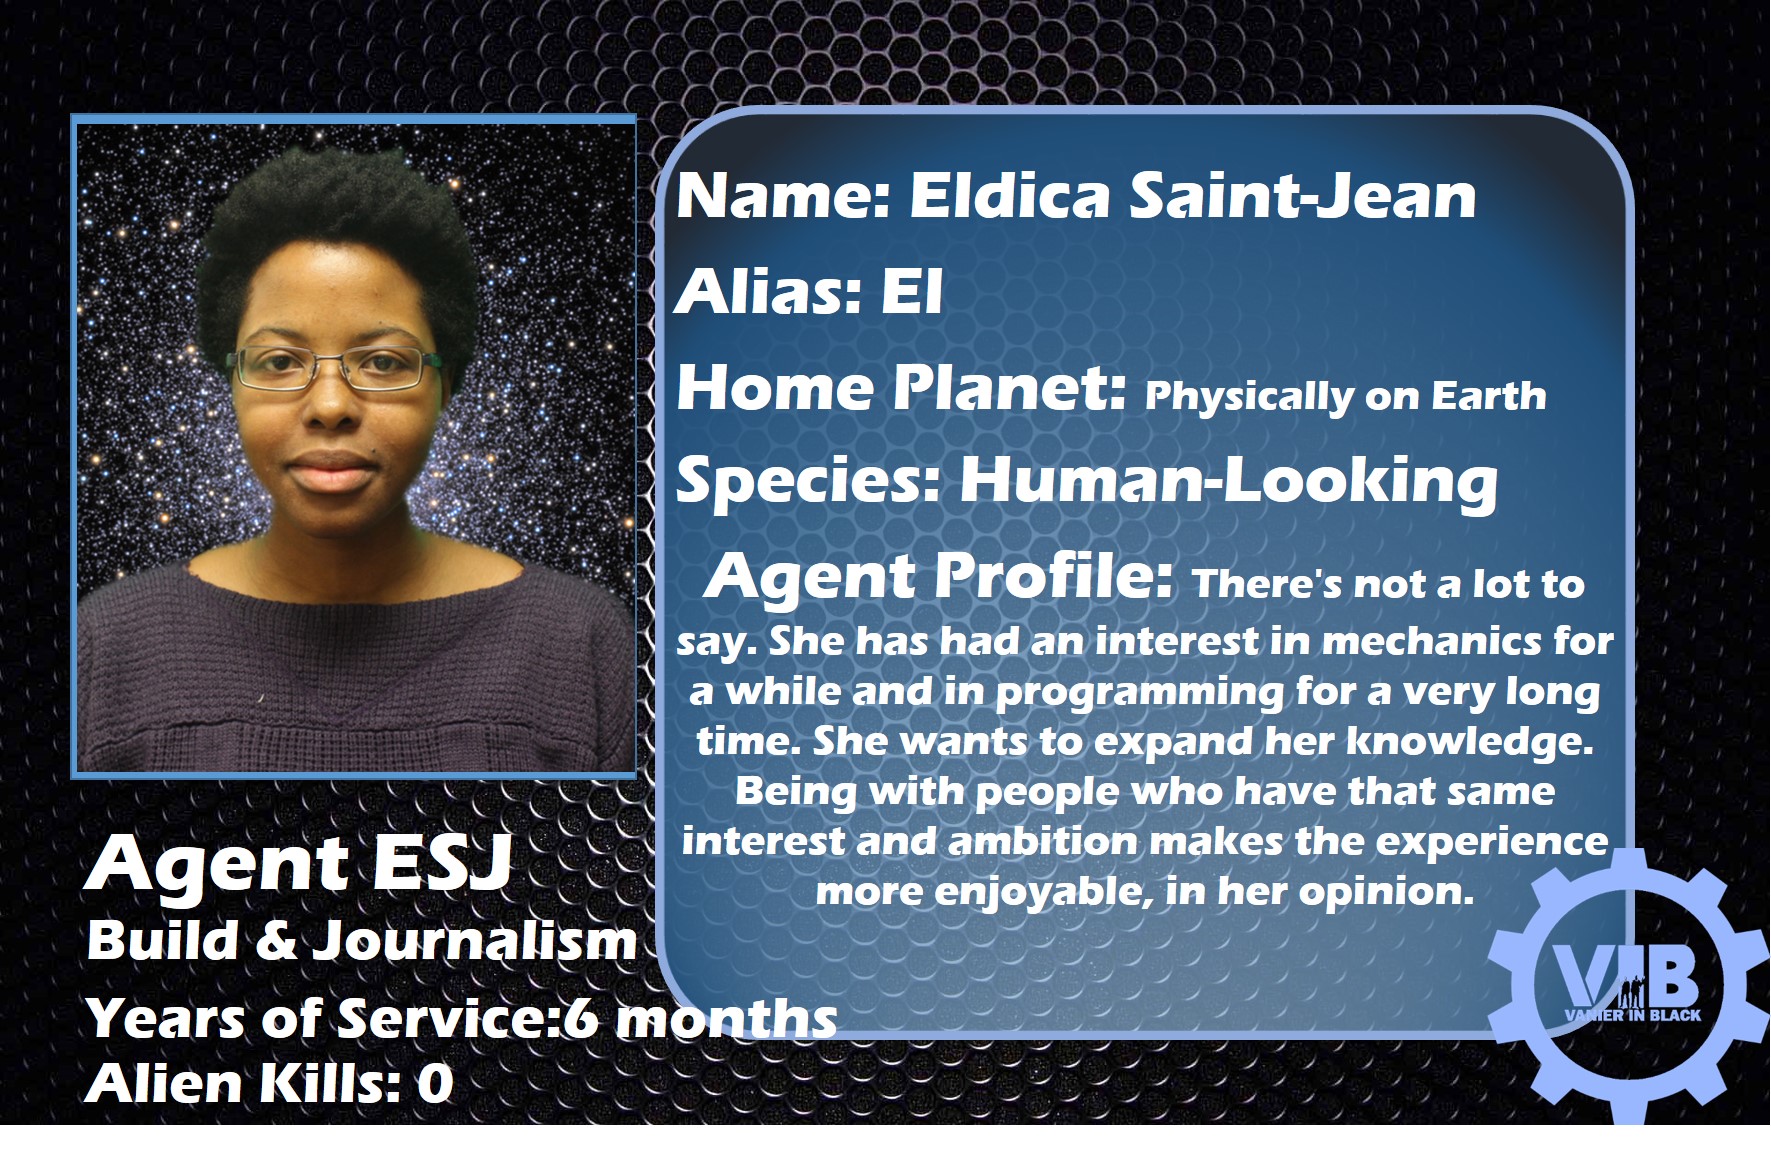 Name: Eldica Saint-Jean
Alias: El
Home Planet: Physically on Earth
Species: Human-Looking
Agent Profile: There's not a lot to
say. She has had an interest in mechanics for
a while and in programming for a very long
time. She wants to expand her knowledge.
Being with people who have that same
interest and ambition makes the experience
more enjoyable, in her opinion.
Agent ESJ
Build & Journalism
Years of Service:6 months
Alien Kills: 0
VIB
VANIER IN BLACK